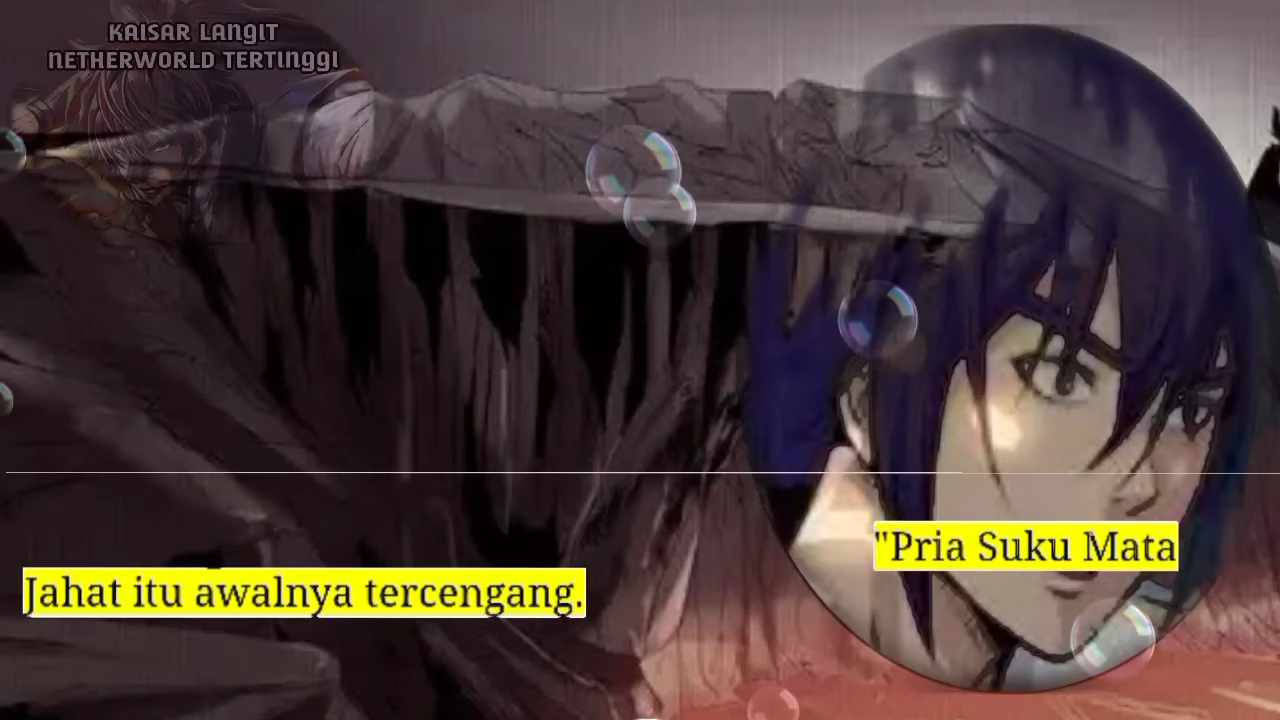 KAISAR LANGIT
NETHERWORLD TERTINGGI
"Pria Suku Mata
Jahat itu awalnya tercengang.